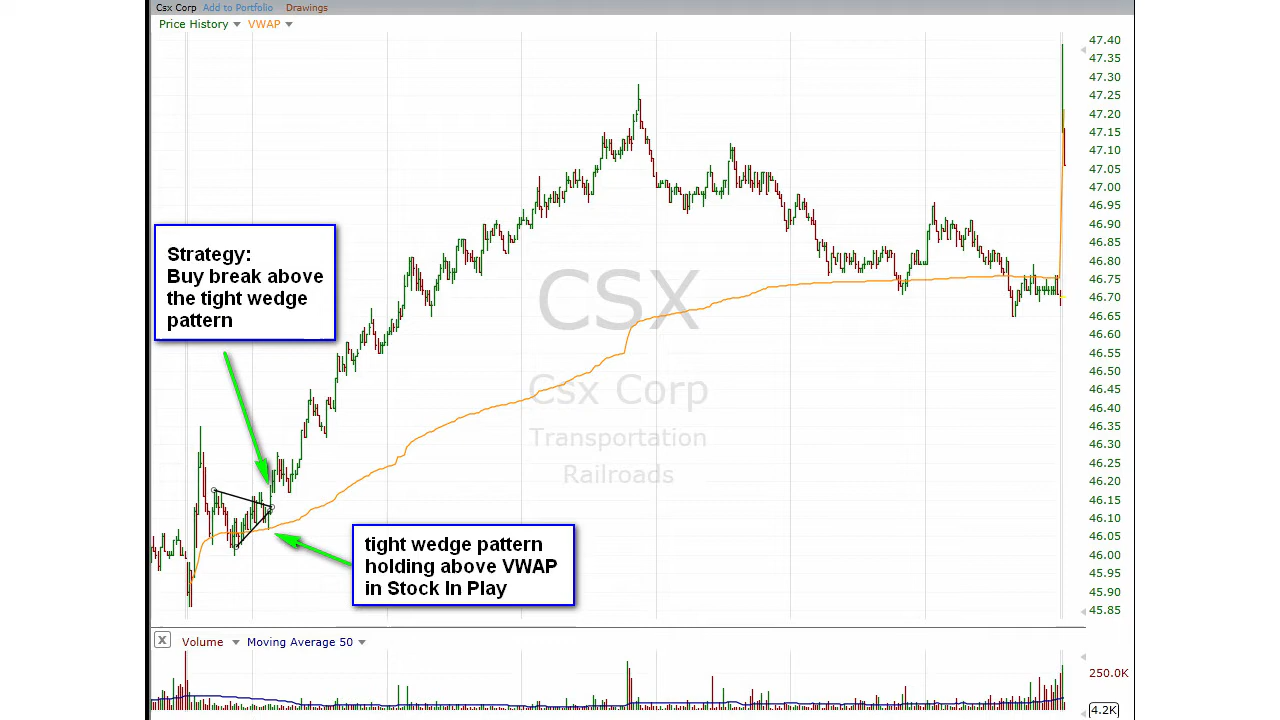 Csx Corp Add to Portfolio Drawings
Price History VWAP
47.40
47.35
47.30
47.25
47.20
47.15
47.10
47.05
47.00
46.95
46.90
46.85
46.80
46.75
46.70
46.65
46.60
46.55
46.50
46.45
46.40
46.35
46.30
46.25
46.20
46.15
46.10
46.05
46.00
45.95
45.90
45.85
Strategy:
Buy break above
the tight wedge
pattern
CSX
Csx Corp
Transportation
Railroads
tight wedge pattern
holding above VWAP
in Stock In Play
X Volume Moving Average 50
250.0K
4.2K